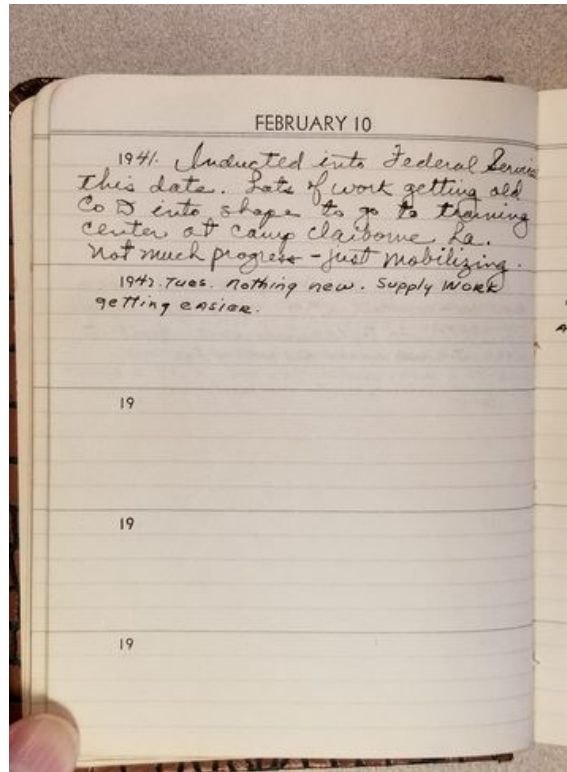 FEBRUARY 10
1941. Inducted into Federal Service
this date. Lots of work getting old
Co D into shape to go to training
center at camp Claiborne, La.
Not much progress - just mobilizing.
1942. Tues. nothing new. Supply WORK
getting easier.
19
19
19